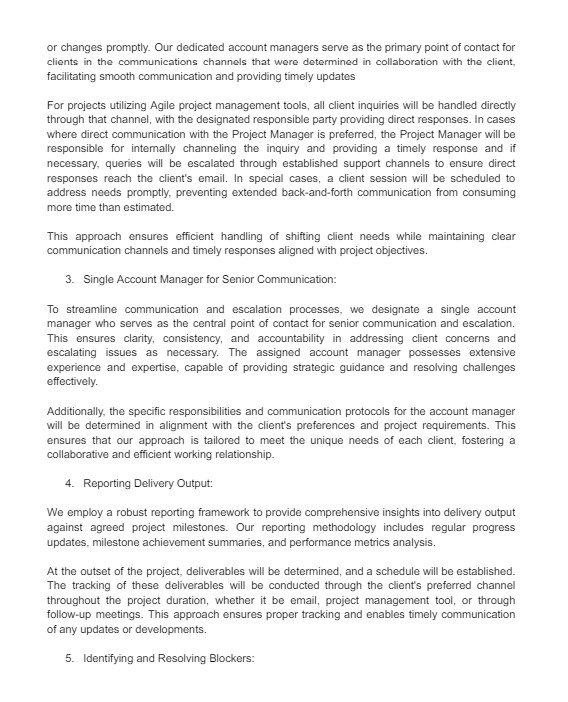 or changes promptly. Our dedicated account managers serve as the primary point of contact for
clients in the communications channels that were determined in collaboration with the client,
facilitating smooth communication and providing timely updates
For projects utilizing Agile project management tools, all client inquiries will be handled directly
through that channel, with the designated responsible party providing direct responses. In cases
where direct communication with the Project Manager is preferred, the Project Manager will be
responsible for internally channeling the inquiry and providing a timely response and if
necessary, queries will be escalated through established support channels to ensure direct
responses reach the client's email. In special cases, a client session will be scheduled to
address needs promptly, preventing extended back-and-forth communication from consuming
more time than estimated.
This approach ensures efficient handling of shifting client needs while maintaining clear
communication channels and timely responses aligned with project objectives.
3. Single Account Manager for Senior Communication:
To streamline communication and escalation processes, we designate a single account
manager who serves as the central point of contact for senior communication and escalation.
This ensures clarity, consistency, and accountability in addressing client concerns and
escalating issues as necessary. The assigned account manager possesses extensive
experience and expertise, capable of providing strategic guidance and resolving challenges
effectively.
Additionally, the specific responsibilities and communication protocols for the account manager
will be determined in alignment with the client's preferences and project requirements. This
ensures that our approach is tailored to meet the unique needs of each client, fostering a
collaborative and efficient working relationship.
4. Reporting Delivery Output:
We employ a robust reporting framework to provide comprehensive insights into delivery output
against agreed project milestones. Our reporting methodology includes regular progress
updates, milestone achievement summaries, and performance metrics analysis.
At the outset of the project, deliverables will be determined, and a schedule will be established.
The tracking of these deliverables will be conducted through the client's preferred channel
throughout the project duration, whether it be email, project management tool, or through
follow-up meetings. This approach ensures proper tracking and enables timely communication
of any updates or developments.
5. Identifying and Resolving Blockers: